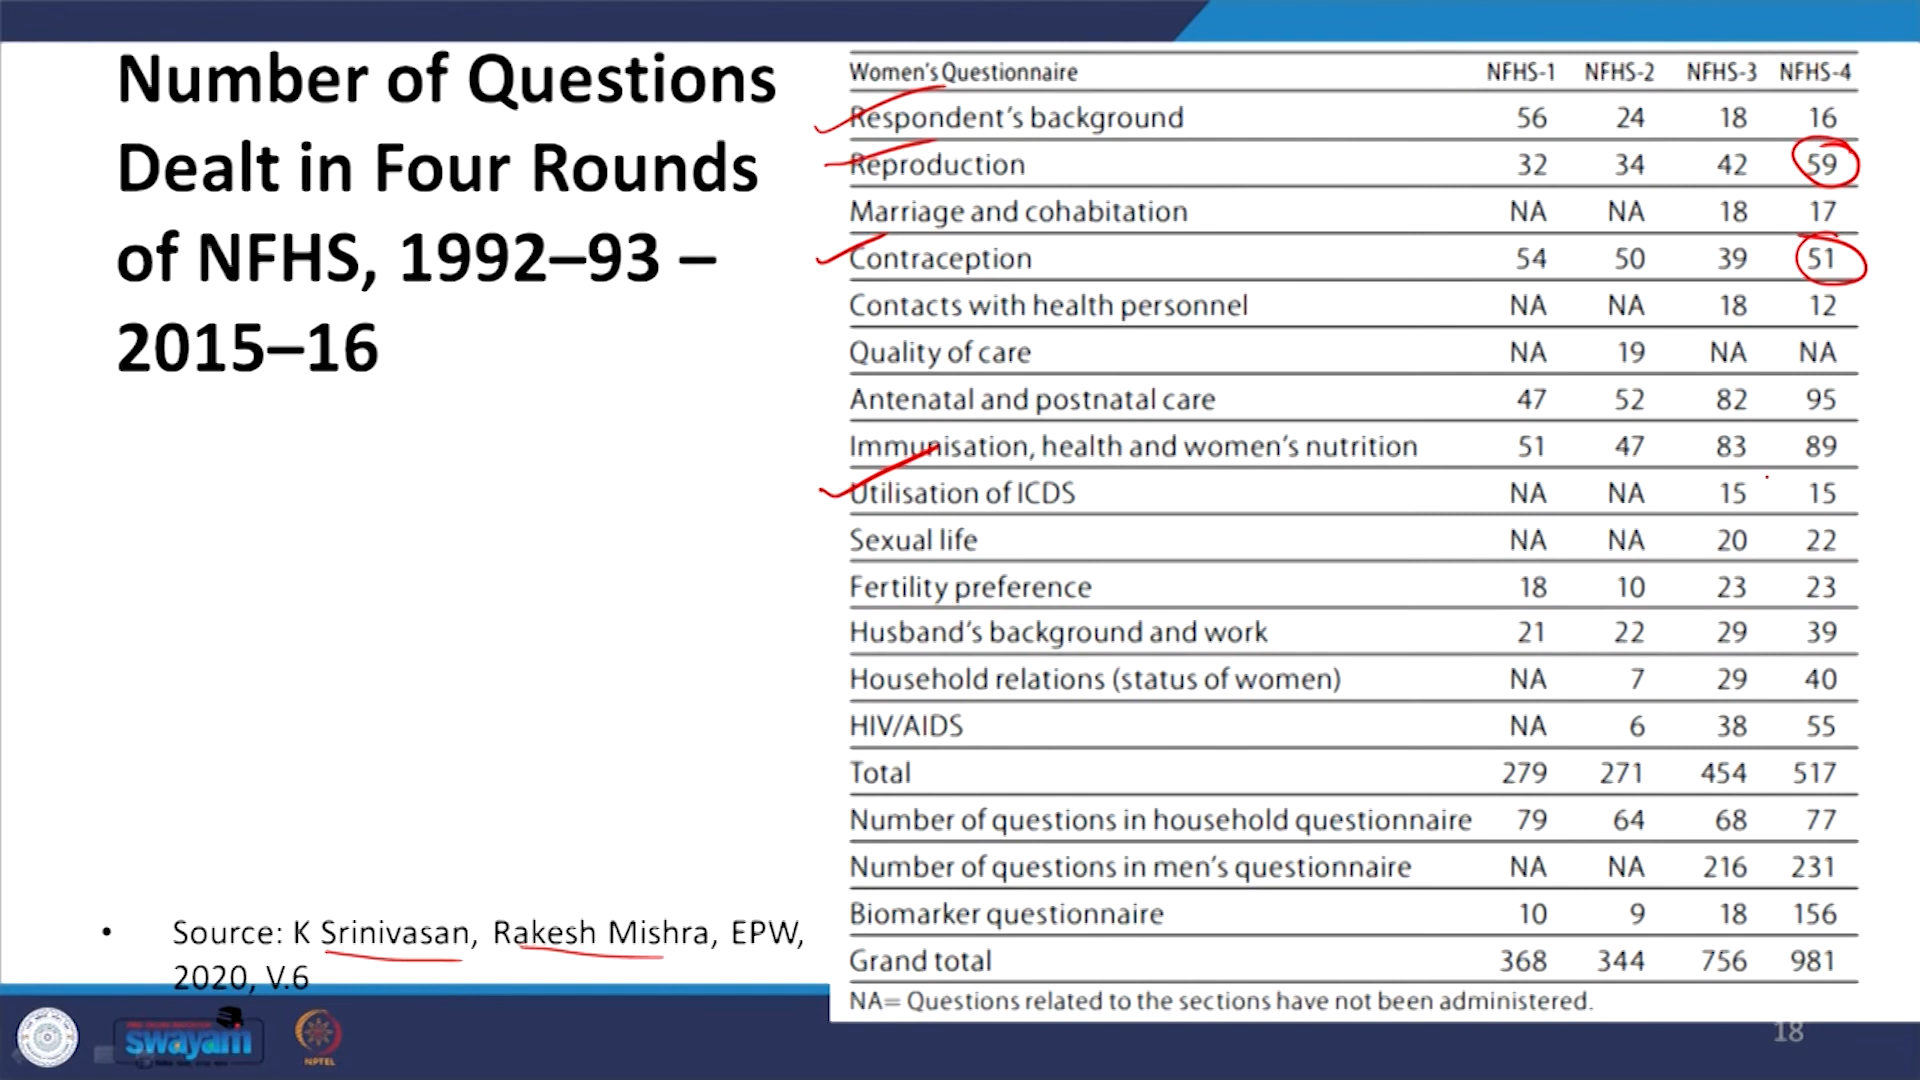 Number of Questions
Dealt in Four Rounds
of NFHS, 1992–93 –
2015–16
• Source: K Srinivasan, Rakesh Mishra, EPW,
2020, V.6
Women's Questionnaire NFHS-1 NFHS-2 NFHS-3 NFHS-4
Respondent's background 56 24 18 16
Reproduction 32 34 42 59
Marriage and cohabitation NA NA 18 17
Contraception 54 50 39 51
Contacts with health personnel NA NA 18 12
Quality of care NA 19 NA NA
Antenatal and postnatal care 47 52 82 95
Immunisation, health and women's nutrition 51 47 83 89
Utilisation of ICDS NA NA 15 15
Sexual life NA NA 20 22
Fertility preference 18 10 23 23
Husband's background and work 21 22 29 39
Household relations (status of women) NA 7 29 40
HIV/AIDS NA 6 38 55
Total 279 271 454 517
Number of questions in household questionnaire 79 64 68 77
Number of questions in men's questionnaire NA NA 216 231
Biomarker questionnaire 10 9 18 156
Grand total 368 344 756 981
NA= Questions related to the sections have not been administered.
swayam
NPTEL
18